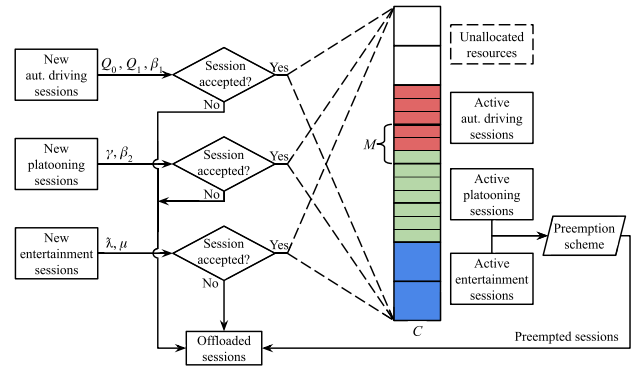 New
aut. driving
sessions
Q₀, Q₁, β₁
Session
accepted?
Yes
No
Unallocated
resources
Active
aut. driving
sessions
M
New
platooning
sessions
γ, β₂
Session
accepted?
Yes
No
Active
platooning
sessions
Preemption
scheme
New
entertainment
sessions
λ̃, μ
Session
accepted?
Yes
No
Active
entertainment
sessions
C
Offloaded
sessions
Preempted sessions